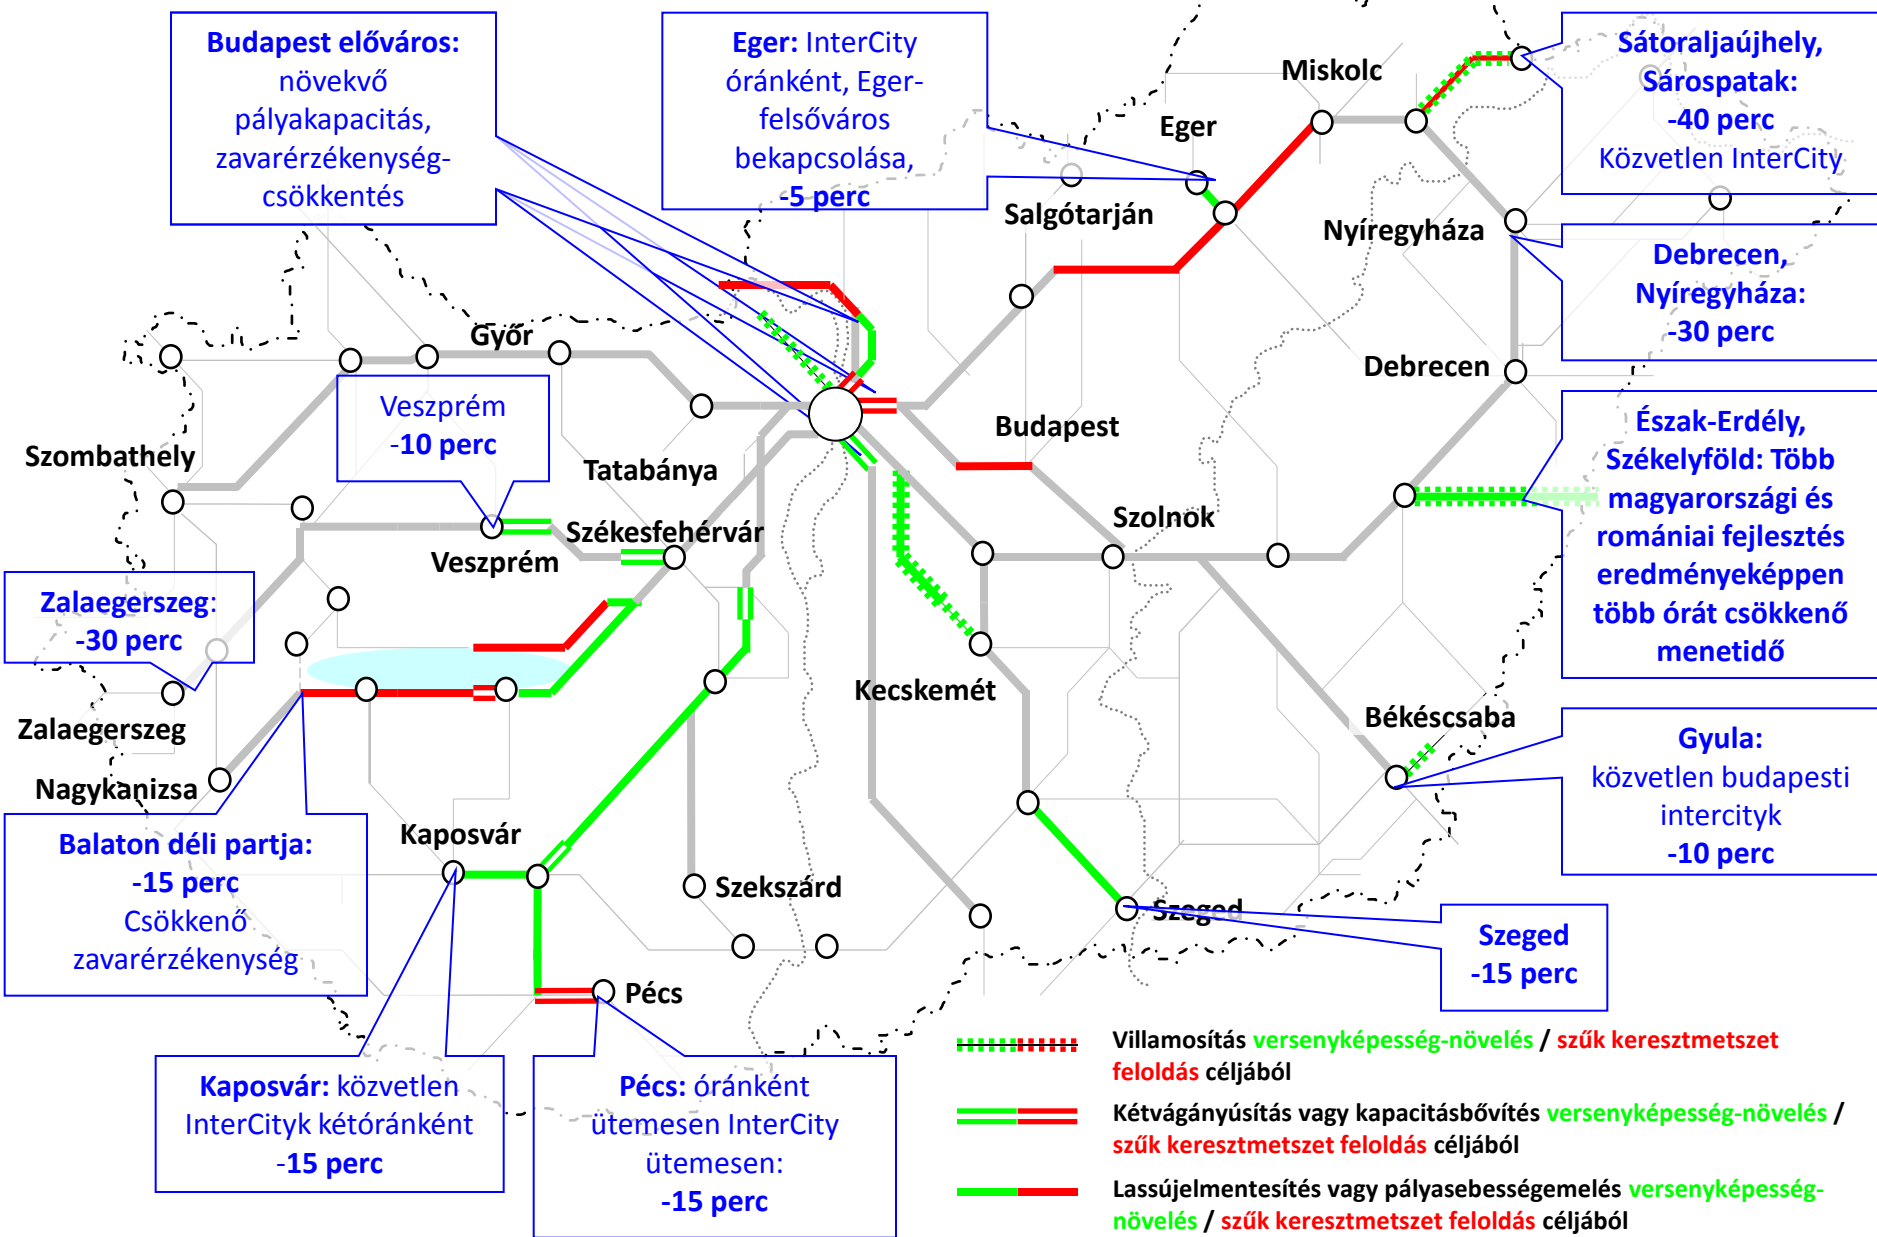 Budapest előváros:
növekvő
pályakapacitás,
zavarérzékenység-
csökkentés
Eger: InterCity
óránként, Eger-
felsőváros
bekapcsolása,
-5 perc
Sátoraljaújhely,
Sárospatak:
-40 perc
Közvetlen InterCity
Miskolc
Eger
Salgótarján
Nyíregyháza
Debrecen,
Nyíregyháza:
-30 perc
Győr
Debrecen
Veszprém
-10 perc
Budapest
Szombathely
Tatabánya
Észak-Erdély,
Székelyföld: Több
magyarországi és
romániai fejlesztés
eredményeképpen
több órát csökkenő
menetidő
Szolnok
Székesfehérvár
Veszprém
Zalaegerszeg:
-30 perc
Kecskemét
Zalaegerszeg
Békéscsaba
Gyula:
közvetlen budapesti
intercityk
-10 perc
Nagykanizsa
Balaton déli partja:
-15 perc
Csökkenő
zavarérzékenység
Kaposvár
Szekszárd
Szeged
Szeged
-15 perc
Pécs
Kaposvár: közvetlen
InterCityk kétóránként
-15 perc
Pécs: óránként
ütemesen InterCity
ütemesen:
-15 perc
Villamosítás versenyképesség-növelés / szűk keresztmetszet
feloldás céljából
Kétvágányúsítás vagy kapacitásbővítés versenyképesség-növelés /
szűk keresztmetszet feloldás céljából
Lassújelmentesítés vagy pályasebességemelés versenyképesség-
növelés / szűk keresztmetszet feloldás céljából